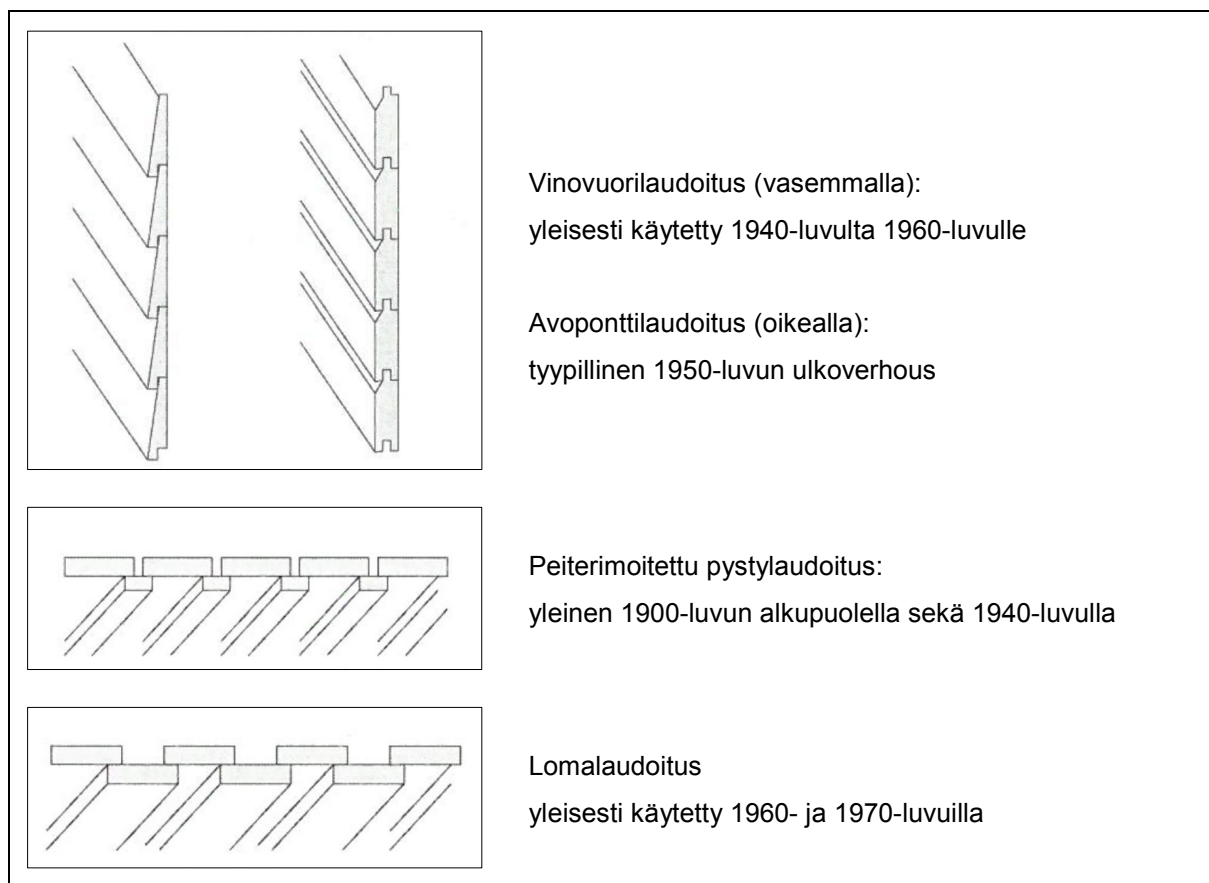 Vinovuorilaudoitus (vasemmalla):
yleisesti käytetty 1940-luvulta 1960-luvulle
Avoponttilaudoitus (oikealla):
tyypillinen 1950-luvun ulkoverhous
Peiterimoitettu pystylaudoitus:
yleinen 1900-luvun alkupuolella sekä 1940-luvulla
Lomalaudoitus
yleisesti käytetty 1960- ja 1970-luvuilla